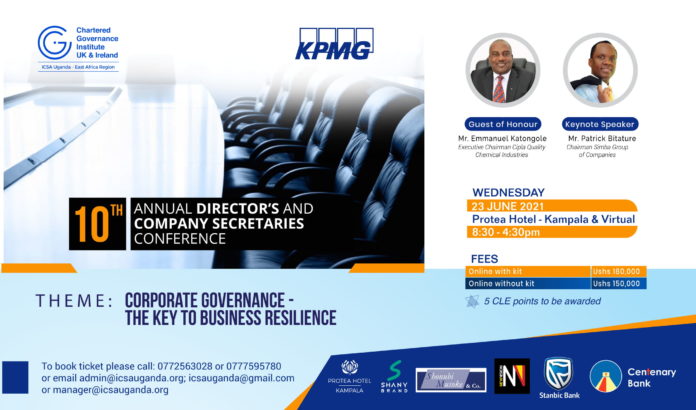 Chartered
Governance
Institute
UK & Ireland
ICSA Uganda - East Africa Region
KPMG
10TH
ANNUAL DIRECTOR'S AND
COMPANY SECRETARIES
CONFERENCE
Guest of Honour
Mr. Emmanuel Katongole
Executive Chairman Cipla Quality
Chemical Industries
Keynote Speaker
Mr. Patrick Bitature
Chairman Simba Group
of Companies
WEDNESDAY
23 JUNE 2021
Protea Hotel - Kampala & Virtual
8:30 - 4:30pm
FEES
Online with kit Ushs 180,000
Online without kit Ushs 150,000
5 CLE points to be awarded
THEME: CORPORATE GOVERNANCE -
THE KEY TO BUSINESS RESILIENCE
To book ticket please call: 0772563028 or 0777595780
or email admin@icsauganda.org; icsauganda@gmail.com
or manager@icsauganda.org
PROTEA HOTEL
KAMPALA
SHANY
BRAND
& Co.
N
Stanbic Bank
Centenary
Bank